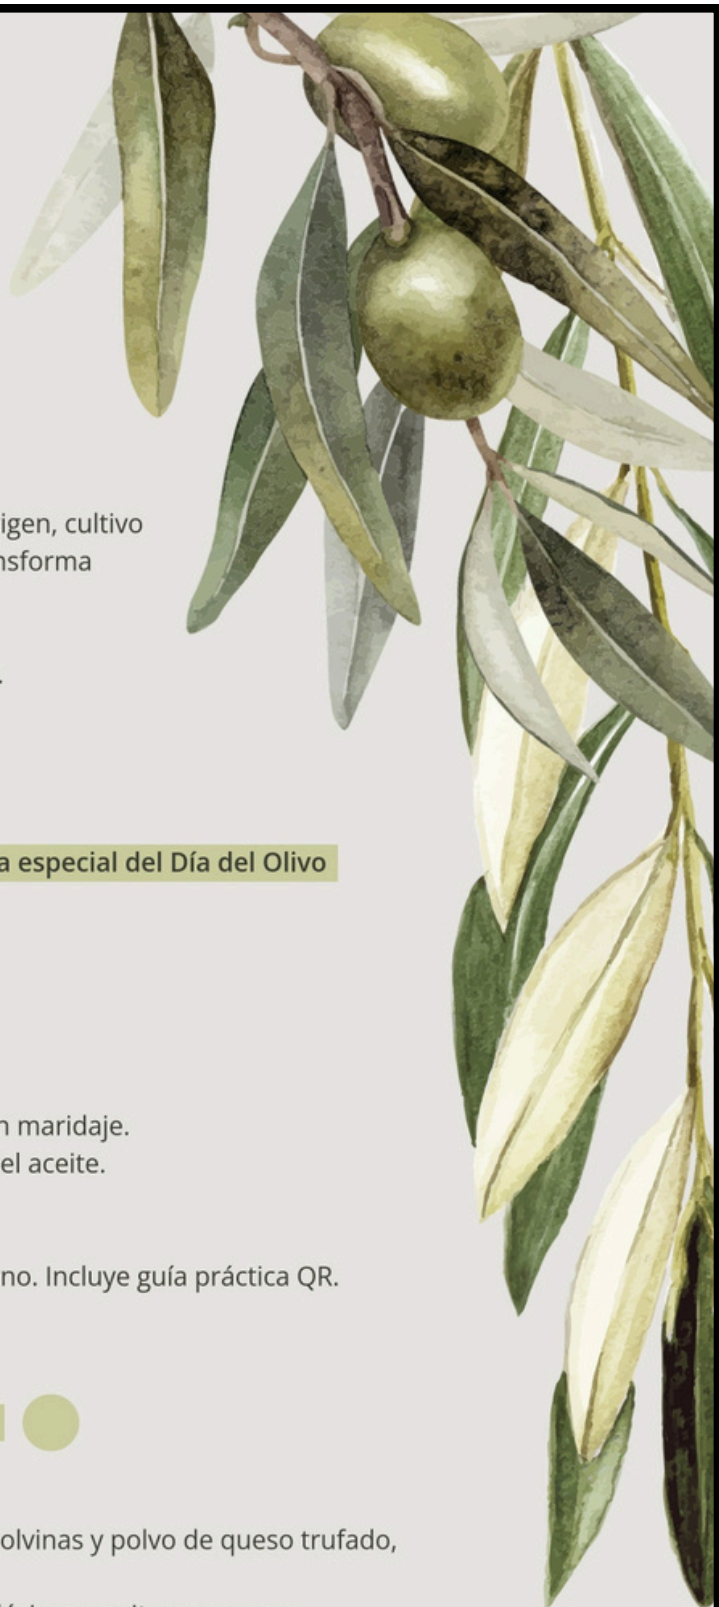 igen, cultivo
nsforma
.
a especial del Día del Olivo
n maridaje.
el aceite.
no. Incluye guía práctica QR.
olvinas y polvo de queso trufado,